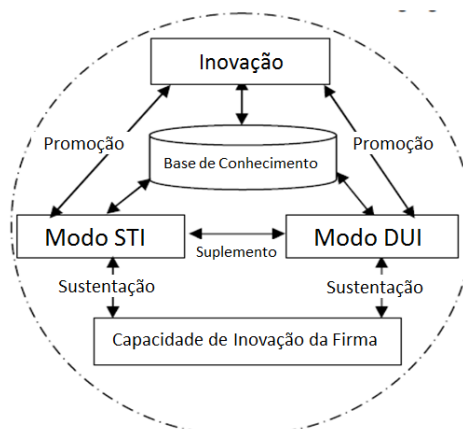 Inovação
Promoção
Promoção
Base de Conhecimento
Modo STI
Modo DUI
Suplemento
Sustentação
Sustentação
Capacidade de Inovação da Firma